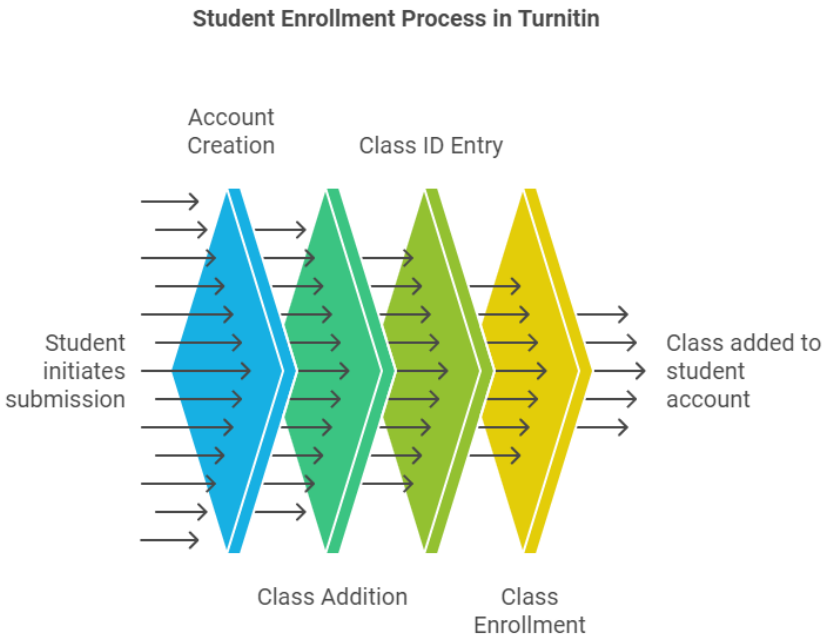 Student Enrollment Process in Turnitin
Account
Creation
Class ID Entry
Student
initiates
submission
Class added to
student
account
Class Addition
Class
Enrollment